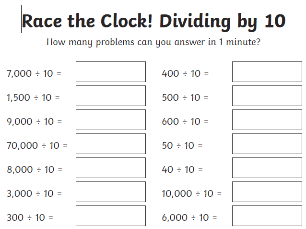 Race the Clock! Dividing by 10
How many problems can you answer in 1 minute?
7,000 ÷ 10 =
400 ÷ 10 =
1,500 ÷ 10 =
500 ÷ 10 =
9,000 ÷ 10 =
600 ÷ 10 =
70,000 ÷ 10 =
50 ÷ 10 =
8,000 ÷ 10 =
40 ÷ 10 =
3,000 ÷ 10 =
10,000 ÷ 10 =
300 ÷ 10 =
6,000 ÷ 10 =